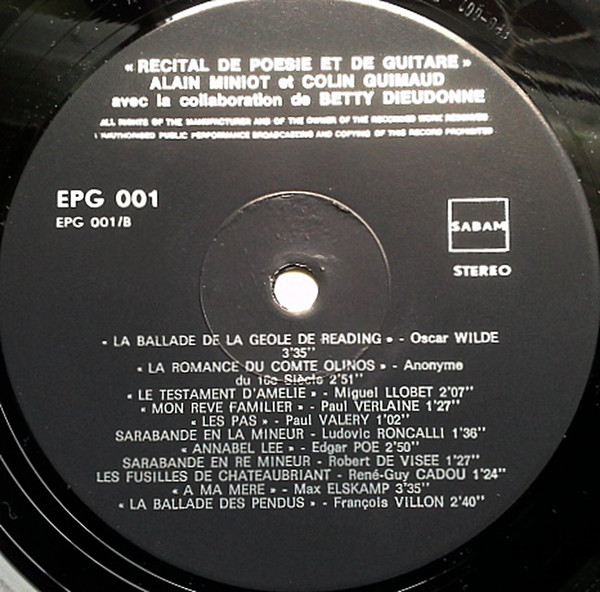 « RECITAL DE POESIE ET DE GUITARE »
ALAIN MINIOT et COLIN GUIMAUD
avec la collaboration de BETTY DIEUDONNE
ALL RIGHTS OF THE MANUFACTURER AND OF THE OWNER OF THE RECORDED WORK RESERVED
UNAUTHORISED PUBLIC PERFORMANCE BROADCASTING AND COPYING OF THIS RECORD PROHIBITED
EPG 001
EPG 001/B
SABAM
STEREO
« LA BALLADE DE LA GEOLE DE READING » - Oscar WILDE
3'35''
« LA ROMANCE DU COMTE OLINOS » - Anonyme
du 16e Siècle 2'51''
« LE TESTAMENT D'AMELIE » - Miguel LLOBET 2'07''
« MON REVE FAMILIER » - Paul VERLAINE 1'27''
« LES PAS » - Paul VALERY 1'02''
SARABANDE EN LA MINEUR - Ludovic RONCALLI 1'36''
« ANNABEL LEE » - Edgar POE 2'50''
SARABANDE EN RE MINEUR - Robert DE VISEE 1'27''
LES FUSILLES DE CHATEAUBRIANT - René-Guy CADOU 1'24''
« A MA MERE » - Max ELSKAMP 3'35''
« LA BALLADE DES PENDUS » - François VILLON 2'40''